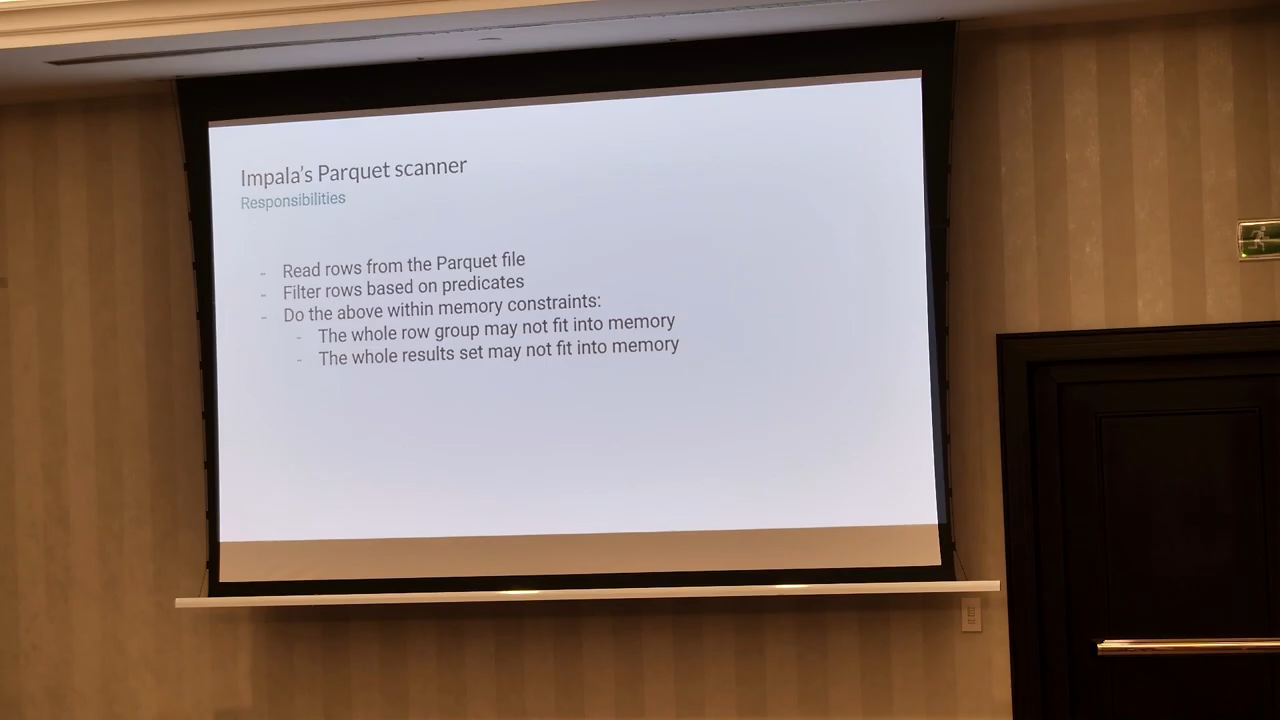 Impala's Parquet scanner
Responsibilities
- Read rows from the Parquet file
- Filter rows based on predicates
- Do the above within memory constraints:
- The whole row group may not fit into memory
- The whole results set may not fit into memory